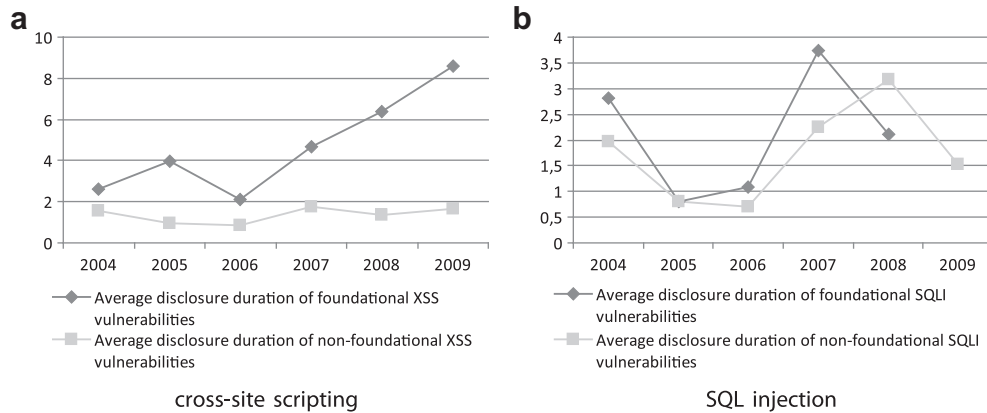 a
10
8
6
4
2
0
2004 2005 2006 2007 2008 2009
Average disclosure duration of foundational XSS
vulnerabilities
Average disclosure duration of non-foundational XSS
vulnerabilities
cross-site scripting
b
4
3,5
3
2,5
2
1,5
1
0,5
0
2004 2005 2006 2007 2008 2009
Average disclosure duration of foundational SQLI
vulnerabilities
Average disclosure duration of non-foundational SQLI
vulnerabilities
SQL injection